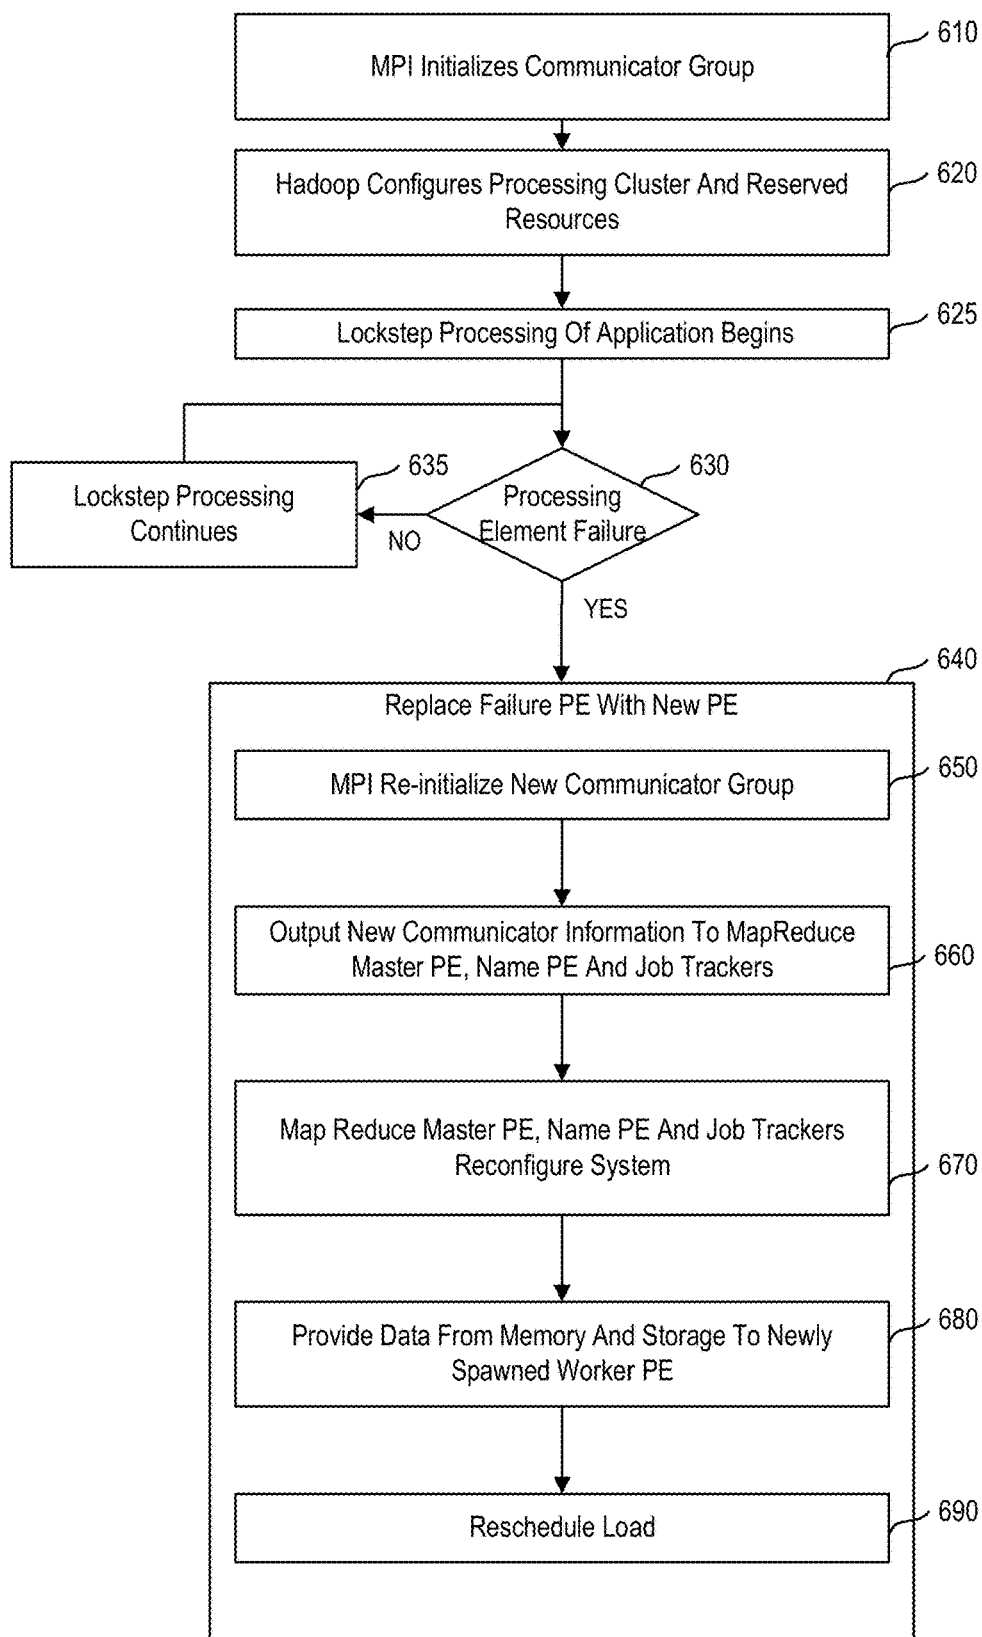 610
MPI Initializes Communicator Group
620
Hadoop Configures Processing Cluster And Reserved
Resources
625
Lockstep Processing Of Application Begins
635
Lockstep Processing
Continues
630
Processing
Element Failure
NO
YES
640
Replace Failure PE With New PE
650
MPI Re-initialize New Communicator Group
660
Output New Communicator Information To MapReduce
Master PE, Name PE And Job Trackers
670
Map Reduce Master PE, Name PE And Job Trackers
Reconfigure System
680
Provide Data From Memory And Storage To Newly
Spawned Worker PE
690
Reschedule Load